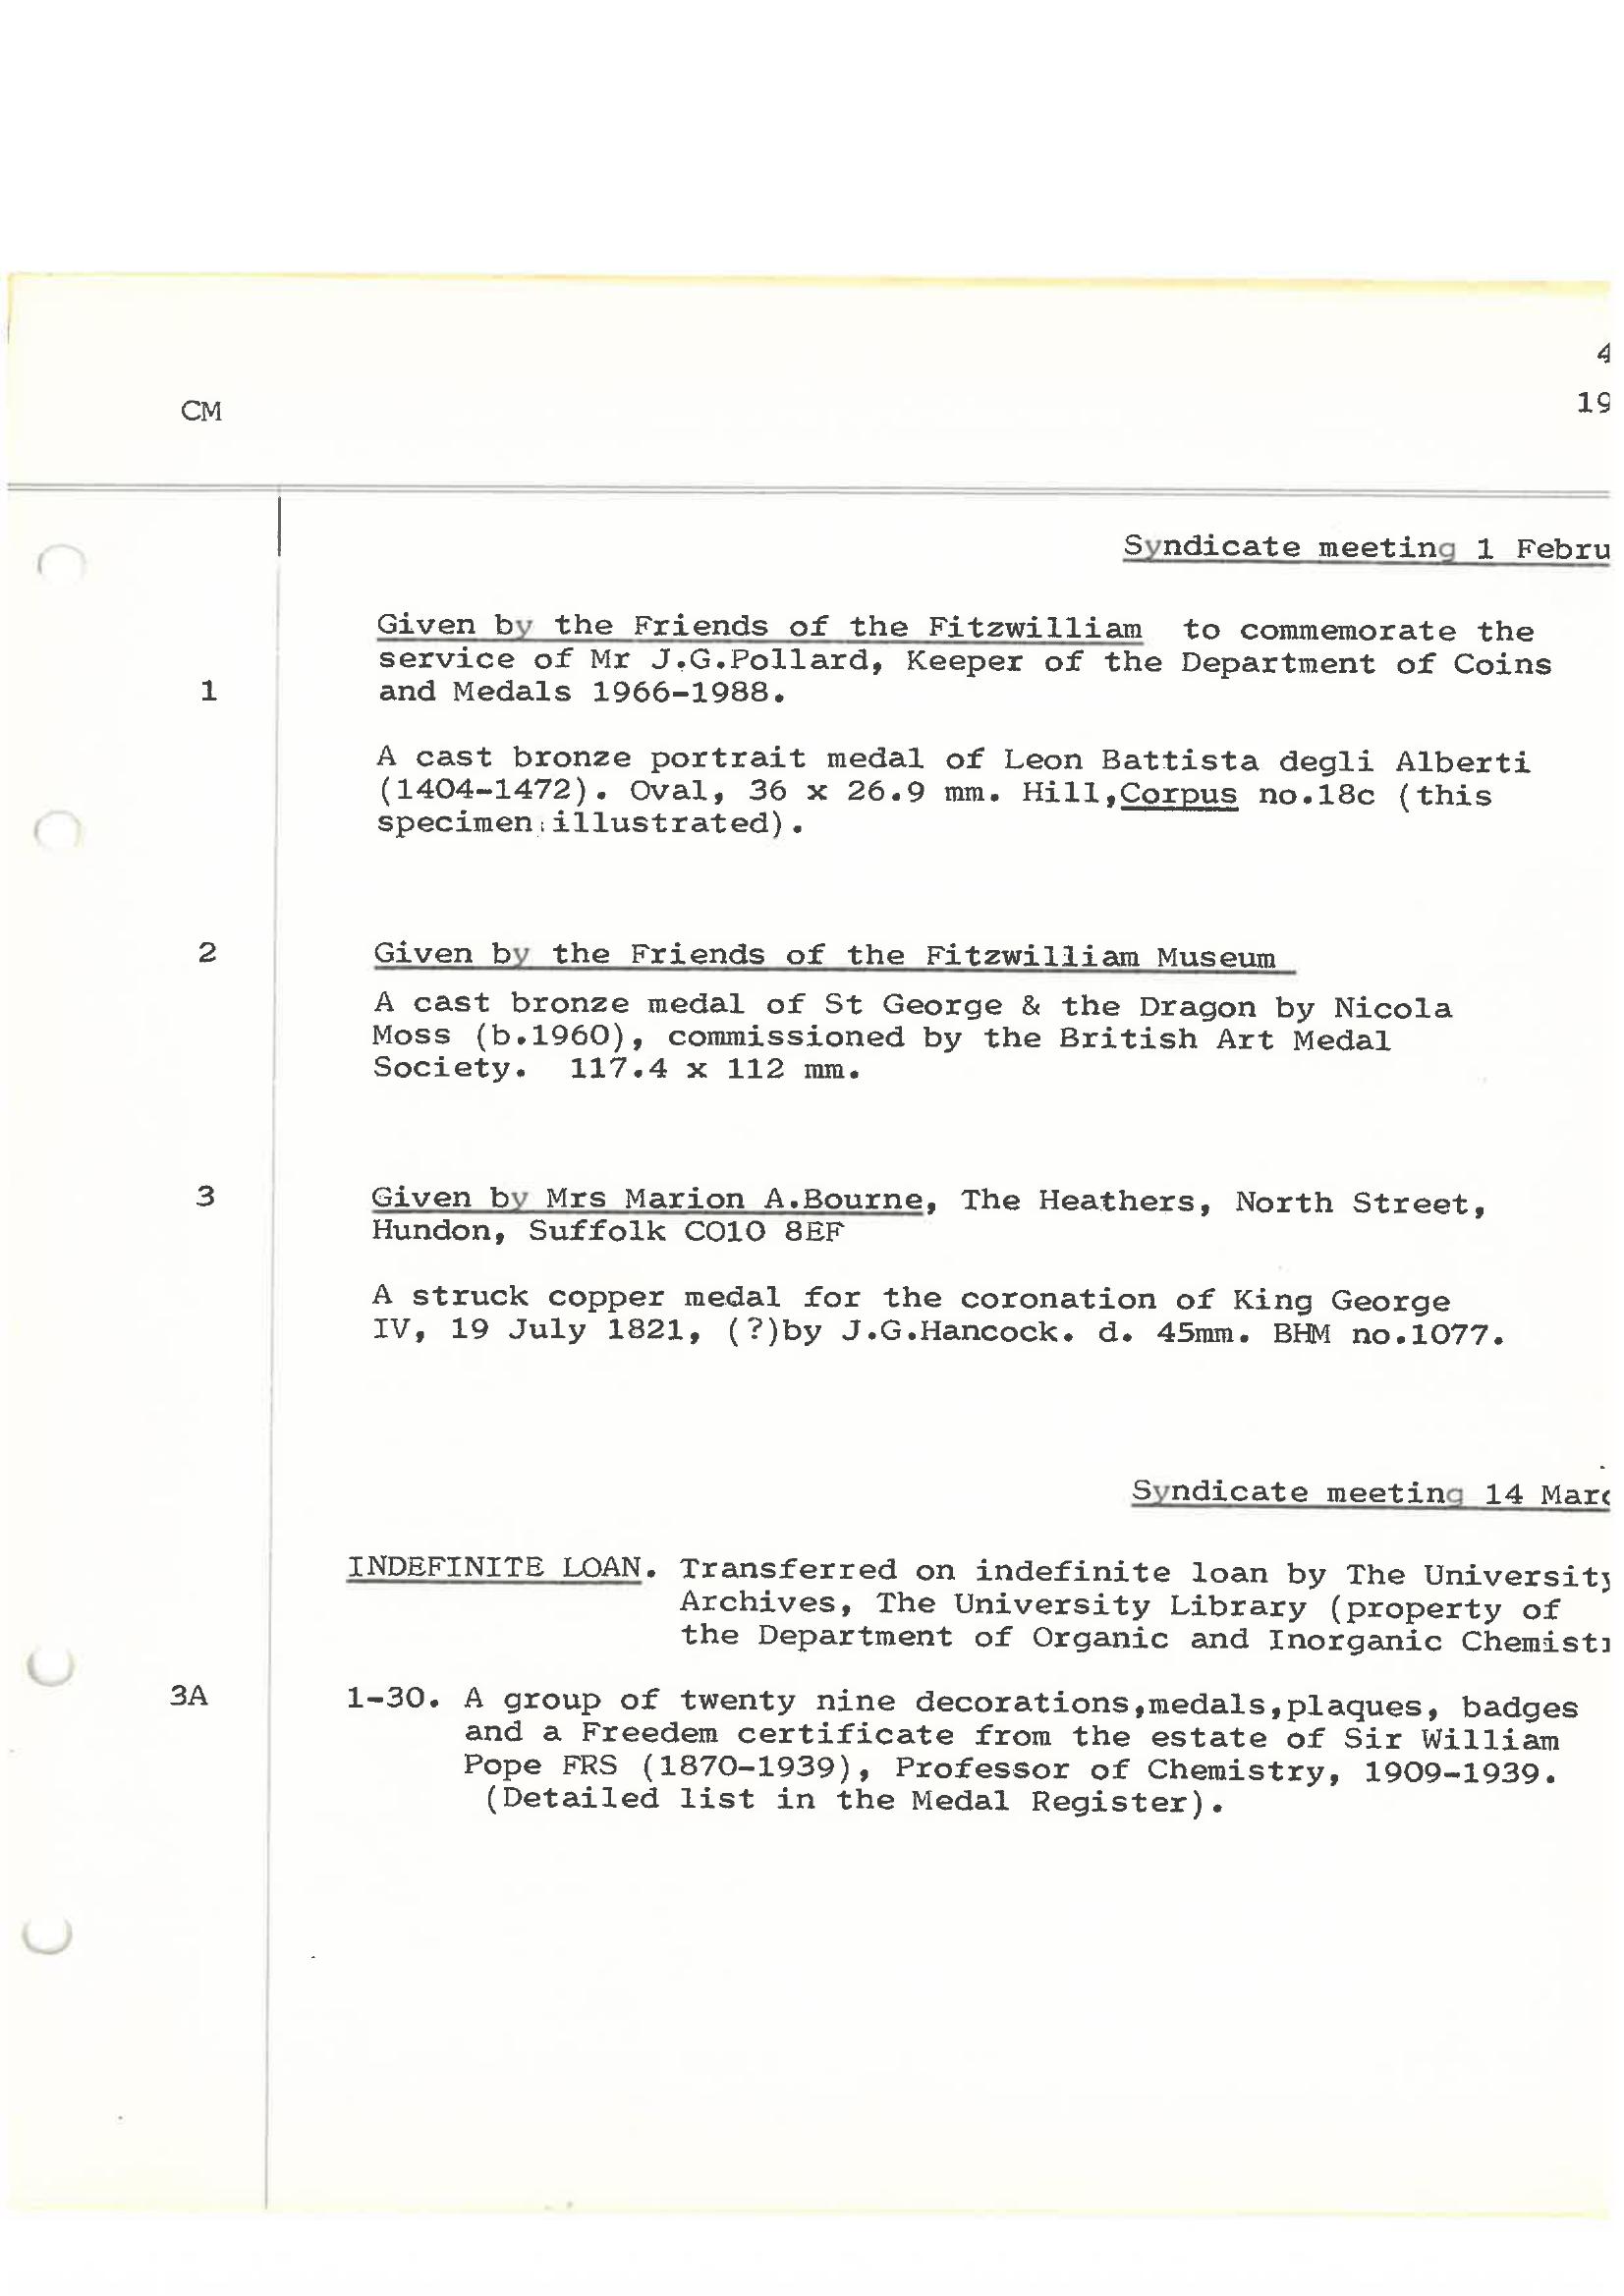 4
CM 19
Syndicate meeting 1 Febru
Given by the Friends of the Fitzwilliam to commemorate the
service of Mr J.G.Pollard, Keeper of the Department of Coins
1 and Medals 1966-1988.
A cast bronze portrait medal of Leon Battista degli Alberti
(1404-1472). Oval, 36 x 26.9 mm. Hill,Corpus no.18c (this
specimen illustrated).
2 Given by the Friends of the Fitzwilliam Museum
A cast bronze medal of St George & the Dragon by Nicola
Moss (b.1960), commissioned by the British Art Medal
Society. 117.4 x 112 mm.
3 Given by Mrs Marion A.Bourne, The Heathers, North Street,
Hundon, Suffolk CO10 8EF
A struck copper medal for the coronation of King George
IV, 19 July 1821, (?)by J.G.Hancock. d. 45mm. BHM no.1077.
Syndicate meeting 14 Marc
INDEFINITE LOAN. Transferred on indefinite loan by The University
Archives, The University Library (property of
the Department of Organic and Inorganic Chemist
3A 1-30. A group of twenty nine decorations,medals,plaques, badges
and a Freedem certificate from the estate of Sir William
Pope FRS (1870-1939), Professor of Chemistry, 1909-1939.
(Detailed list in the Medal Register).